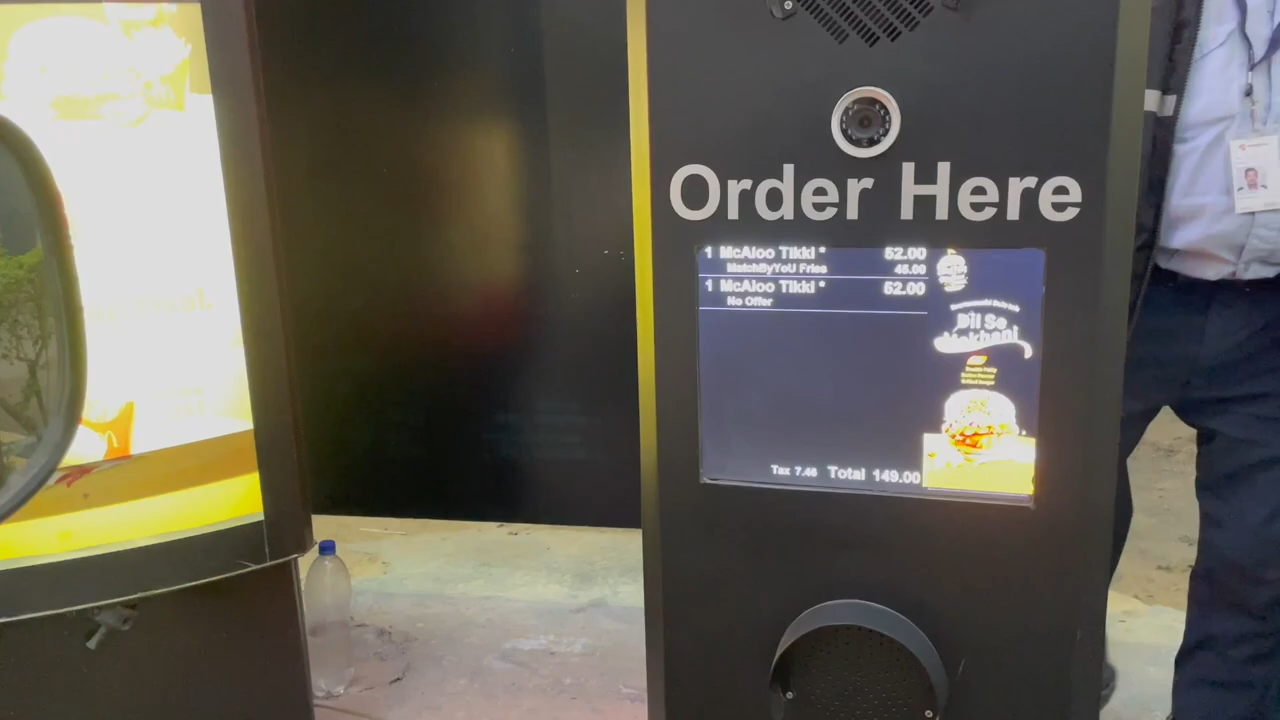 Order Here
1 McAloo Tikki * 52.00
MatchByYoU Fries 45.00
1 McAloo Tikki * 52.00
No Offer
Dil Se
Makhani
Tax 7.46 Total 149.00